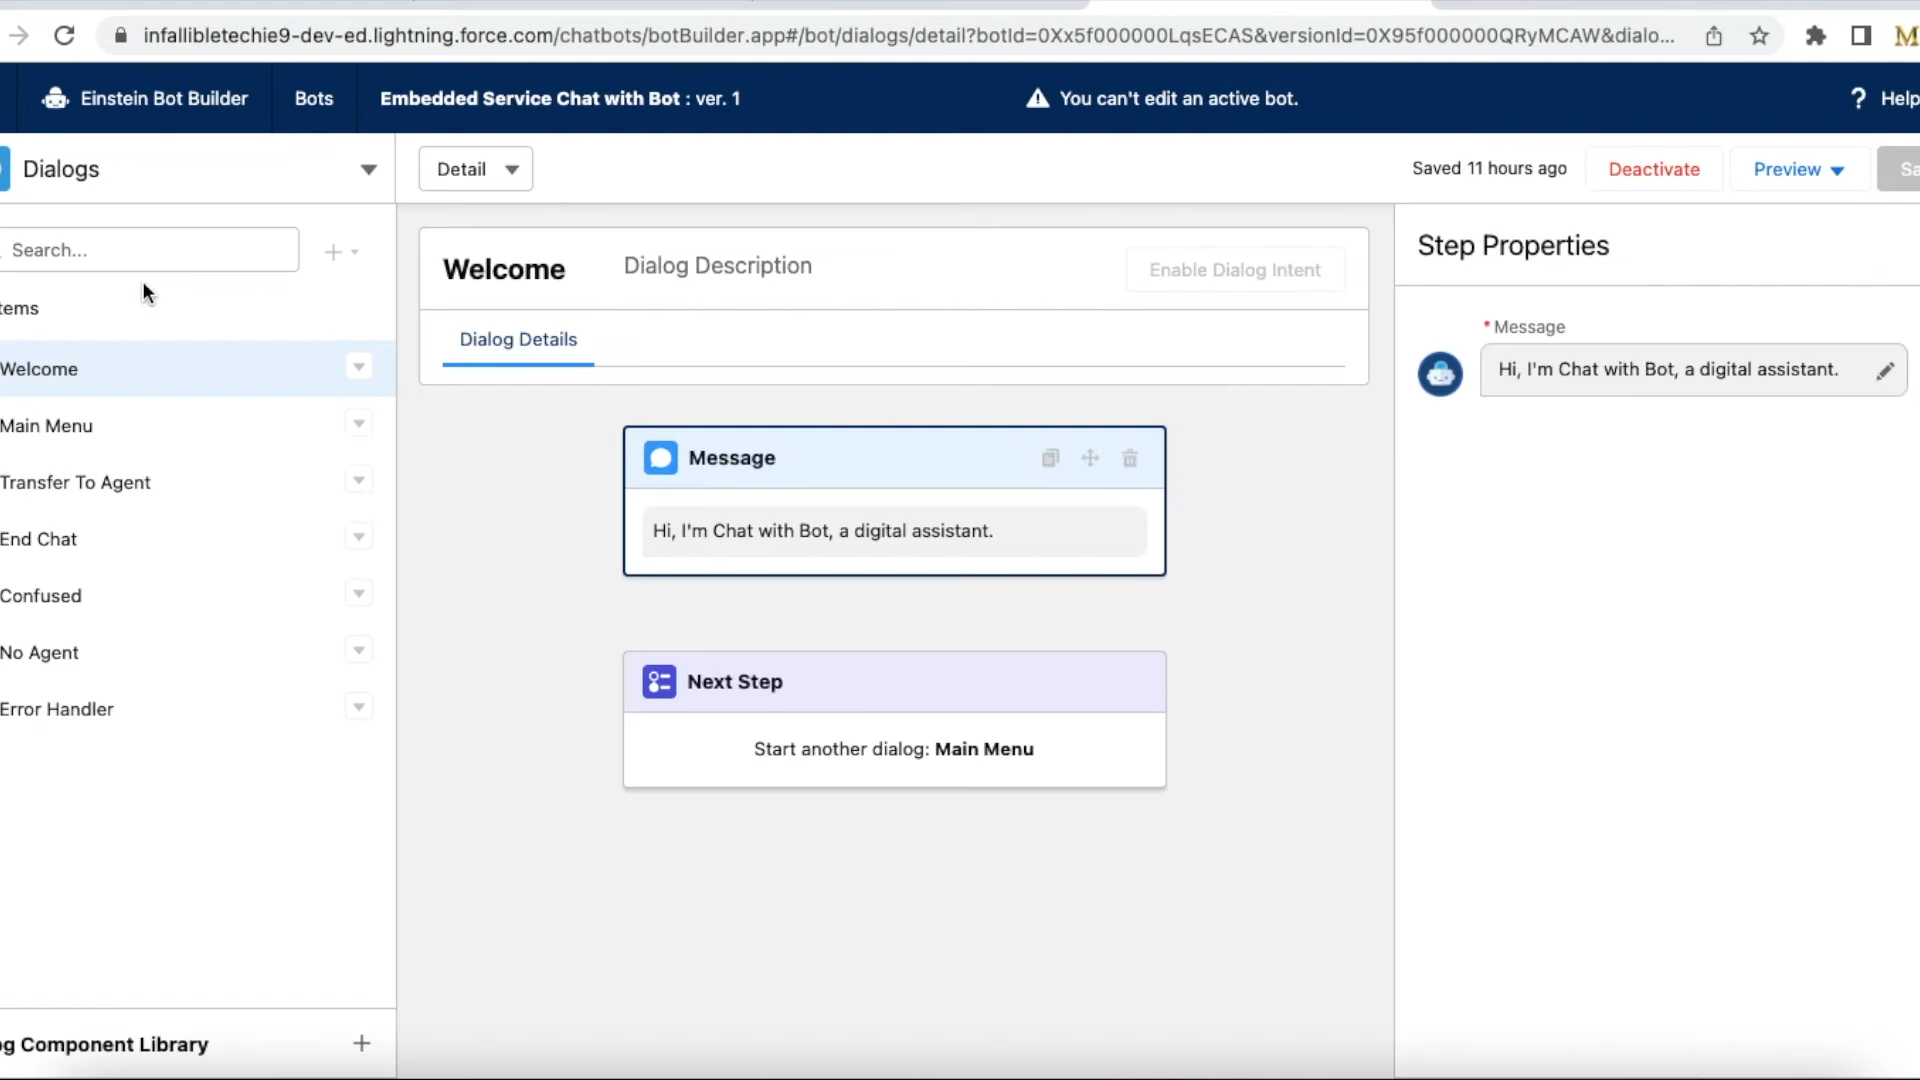 infallibletechie9-dev-ed.lightning.force.com/chatbots/botBuilder.app#/bot/dialogs/detail?botId=0Xx5f000000LqsECAS&versionId=0X95f000000QRyMCAW&dialo...
M
Einstein Bot Builder
Bots
Embedded Service Chat with Bot : ver. 1
You can't edit an active bot.
? Help
Dialogs
Detail
Saved 11 hours ago
Deactivate
Preview
Sa
Search...
tems
Welcome
Main Menu
Transfer To Agent
End Chat
Confused
No Agent
Error Handler
og Component Library
Welcome
Dialog Description
Enable Dialog Intent
Dialog Details
Message
Hi, I'm Chat with Bot, a digital assistant.
Next Step
Start another dialog: Main Menu
Step Properties
* Message
Hi, I'm Chat with Bot, a digital assistant.